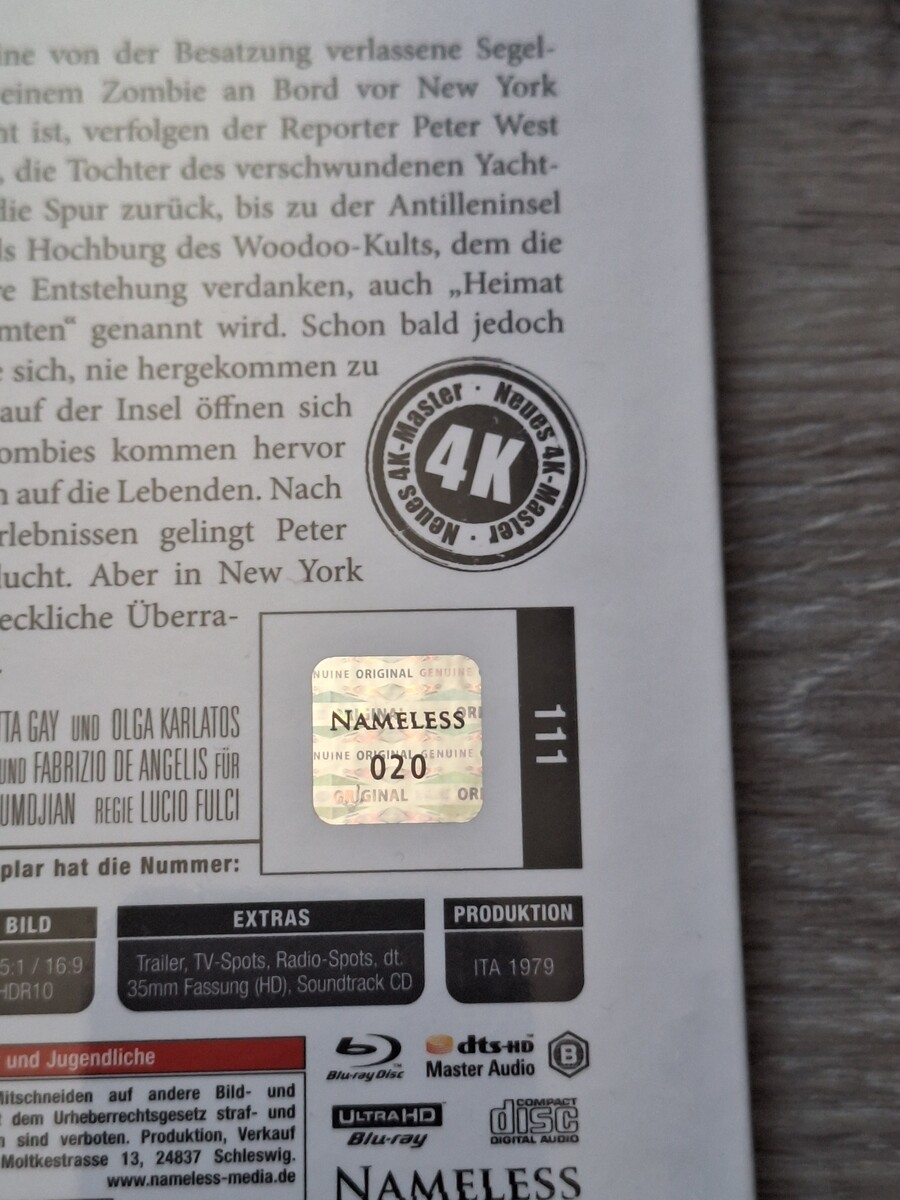 ine von der Besatzung verlassene Segel-
einem Zombie an Bord vor New York
ht ist, verfolgen der Reporter Peter West
, die Tochter des verschwundenen Yacht-
die Spur zurück, bis zu der Antilleninsel
ls Hochburg des Woodoo-Kults, dem die
re Entstehung verdanken, auch „Heimat
mten“ genannt wird. Schon bald jedoch
e sich, nie hergekommen zu
auf der Insel öffnen sich
ombies kommen hervor
n auf die Lebenden. Nach
rlebnissen gelingt Peter
lucht. Aber in New York
eckliche Überra-
Neues 4K-Master · Neues 4K-Master ·
4K
NUINE ORIGINAL GENUINE
NAMELESS
NUINE ORIGINAL GENUINE
020
GINAL ORI
111
TTA GAY UND OLGA KARLATOS
UND FABRIZIO DE ANGELIS FÜR
UMDJIAN REGIE LUCIO FULCI
plar hat die Nummer:
BILD
5:1 / 16:9
HDR10
EXTRAS
Trailer, TV-Spots, Radio-Spots, dt.
35mm Fassung (HD), Soundtrack CD
PRODUKTION
ITA 1979
und Jugendliche
Mitschneiden auf andere Bild- und
t dem Urheberrechtsgesetz straf- und
n sind verboten. Produktion, Verkauf
Moltkestrasse 13, 24837 Schleswig.
www.nameless-media.de
Blu-ray Disc
dts-HD
Master Audio
B
ULTRA HD
Blu-ray
COMPACT
disc
DIGITAL AUDIO
NAMELESS